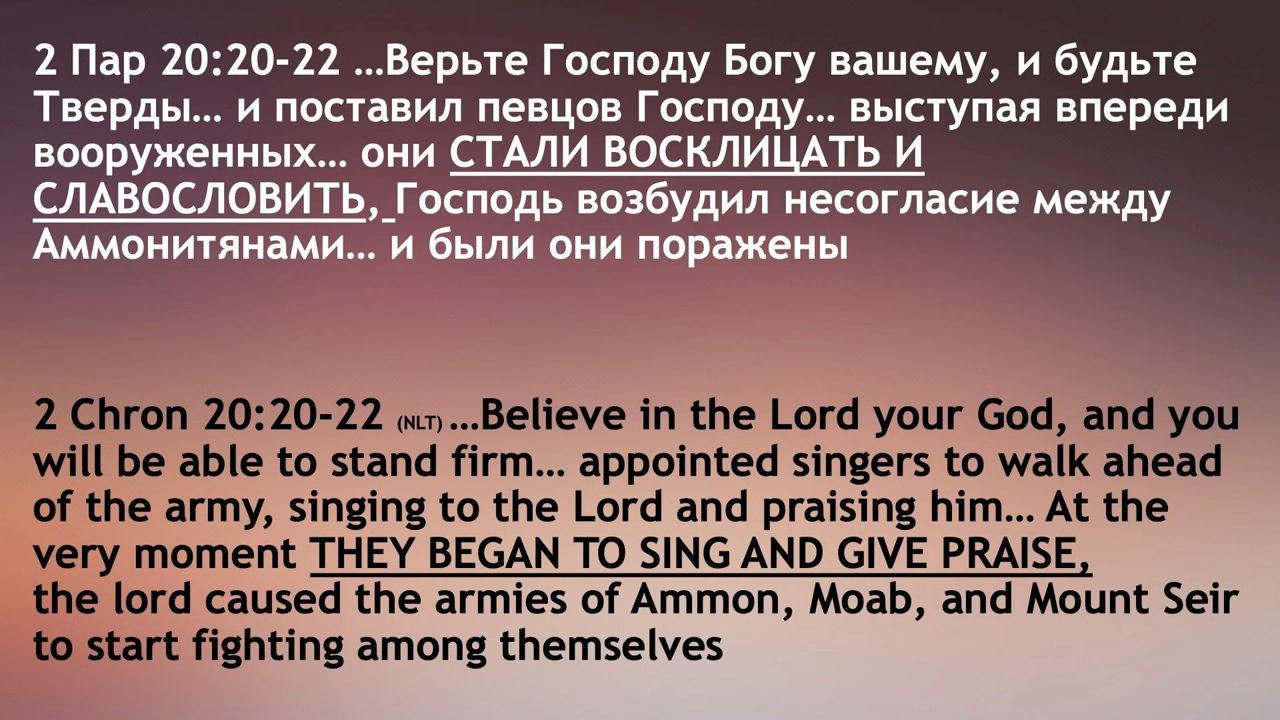 2 Пар 20:20-22 …Верьте Господу Богу вашему, и будьте
Тверды… и поставил певцов Господу… выступая впереди
вооруженных… они СТАЛИ ВОСКЛИЦАТЬ И
СЛАВОСЛОВИТЬ, Господь возбудил несогласие между
Аммонитянами… и были они поражены
2 Chron 20:20-22 (NLT) …Believe in the Lord your God, and you
will be able to stand firm… appointed singers to walk ahead
of the army, singing to the Lord and praising him… At the
very moment THEY BEGAN TO SING AND GIVE PRAISE,
the lord caused the armies of Ammon, Moab, and Mount Seir
to start fighting among themselves